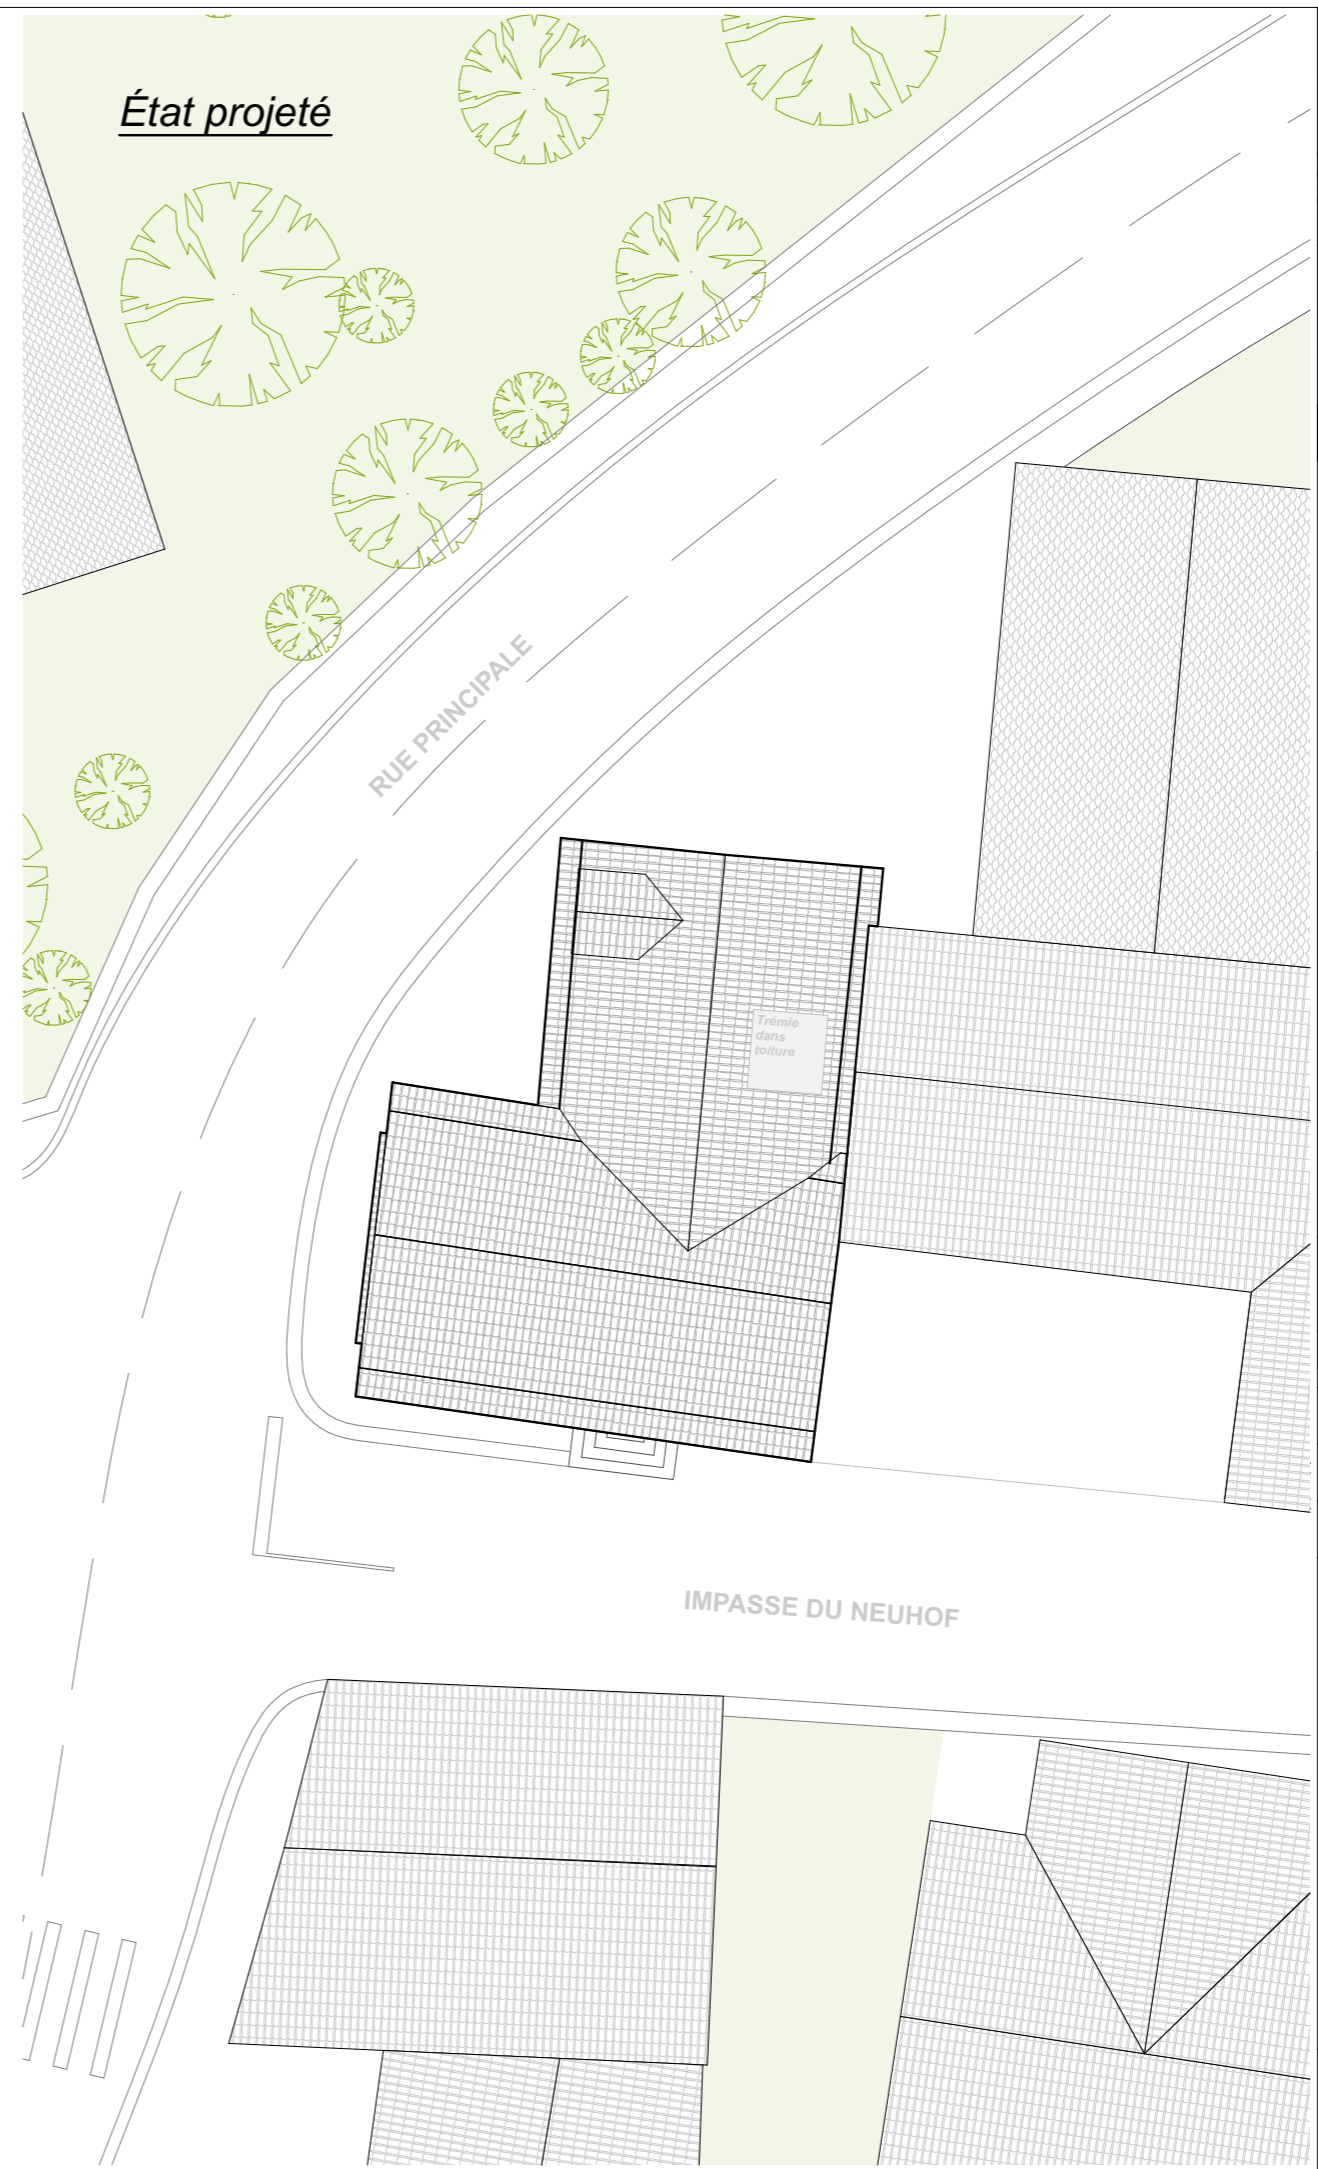 État projeté
RUE PRINCIPALE
Trémie
dans
toiture
IMPASSE DU NEUHOF